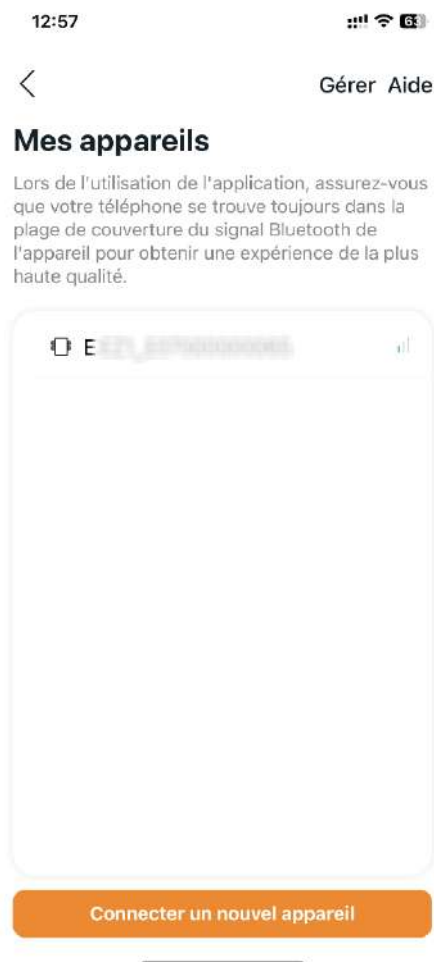 12:57
63
Gérer Aide
Mes appareils
Lors de l'utilisation de l'application, assurez-vous
que votre téléphone se trouve toujours dans la
plage de couverture du signal Bluetooth de
l'appareil pour obtenir une expérience de la plus
haute qualité.
E
Connecter un nouvel appareil